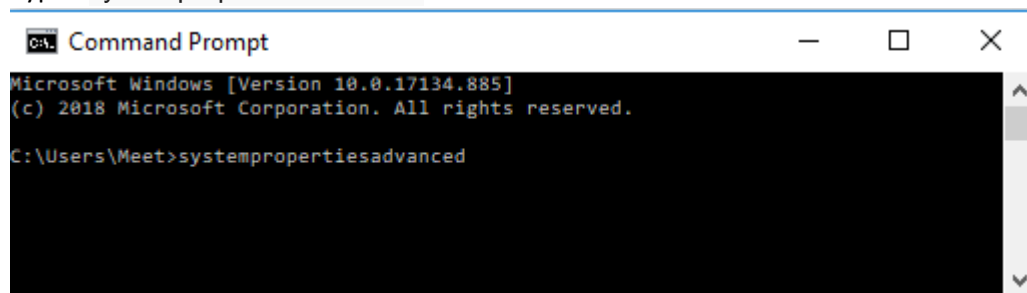 Command Prompt
Microsoft Windows [Version 10.0.17134.885]
(c) 2018 Microsoft Corporation. All rights reserved.
C:\Users\Meet>systempropertiesadvanced